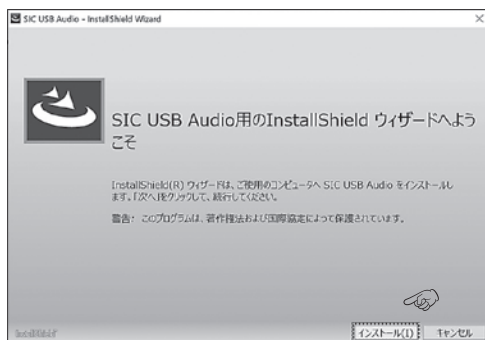 SIC USB Audio - InstallShield Wizard
SIC USB Audio用のInstallShield ウィザードへよう
こそ
InstallShield(R) ウィザードは、ご使用のコンピュータへ SIC USB Audio をインストールし
ます。「次へ」をクリックして、続行してください。
警告: このプログラムは、著作権法および国際協定によって保護されています。
InstallShield
インストール(I)
キャンセル